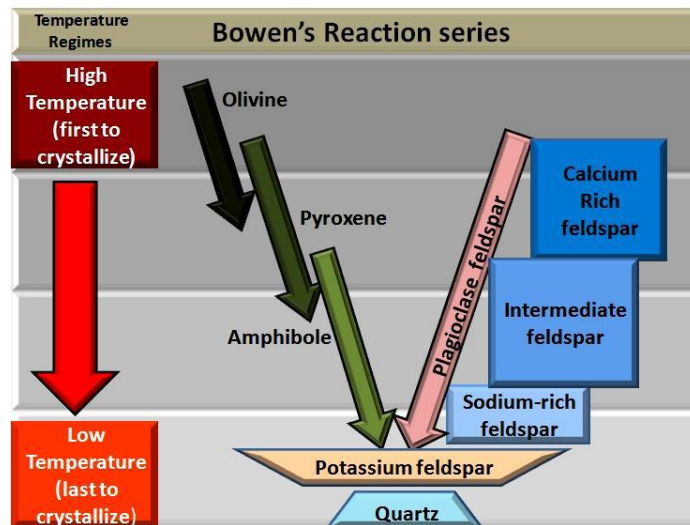 Temperature
Regimes
Bowen's Reaction series
High
Temperature
(first to
crystallize)
Olivine
Pyroxene
Amphibole
Plagioclase feldspar
Calcium
Rich
feldspar
Intermediate
feldspar
Sodium-rich
feldspar
Low
Temperature
(last to
crystallize)
Potassium feldspar
Quartz